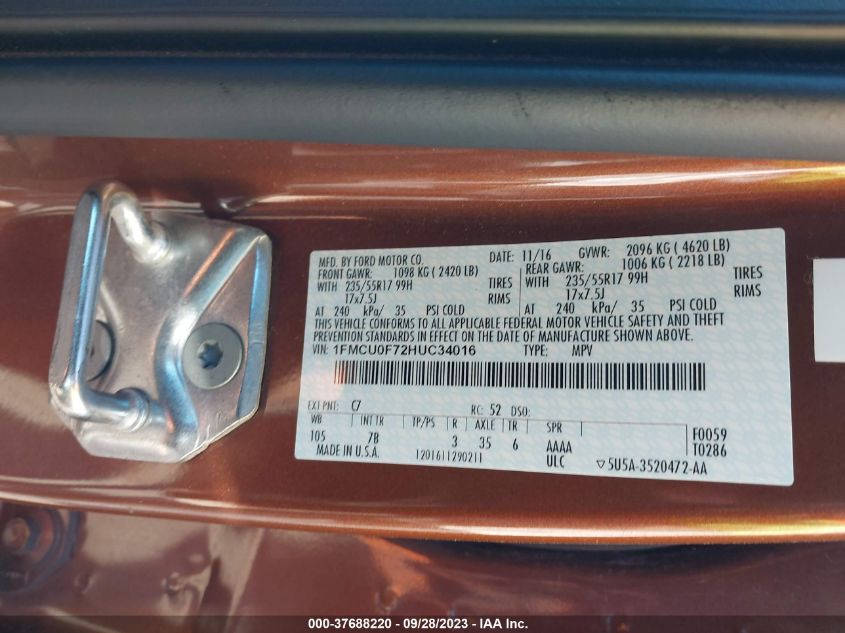 MFD. BY FORD MOTOR CO. DATE: 11/16 GVWR: 2096 KG ( 4620 LB)
FRONT GAWR: 1098 KG ( 2420 LB) REAR GAWR: 1006 KG ( 2218 LB)
WITH 235/55R17 99H TIRES WITH 235/55R17 99H TIRES
17x7.5J RIMS 17x7.5J RIMS
AT 240 kPa/ 35 PSI COLD AT 240 kPa/ 35 PSI COLD
THIS VEHICLE CONFORMS TO ALL APPLICABLE FEDERAL MOTOR VEHICLE SAFETY AND THEFT
PREVENTION STANDARDS IN EFFECT ON THE DATE OF MANUFACTURE SHOWN ABOVE.
VIN: 1FMCU0F72HUC34016 TYPE: MPV
EXT PNT: C7 RC: 52 DSO:
WB INT TR TP/PS R AXLE TR SPR F0059
105 7B 3 35 6 AAAA T0286
MADE IN U.S.A. 1201611290211 ULC ▽5U5A-3520472-AA
000-37688220 - 09/28/2023 - IAA Inc.